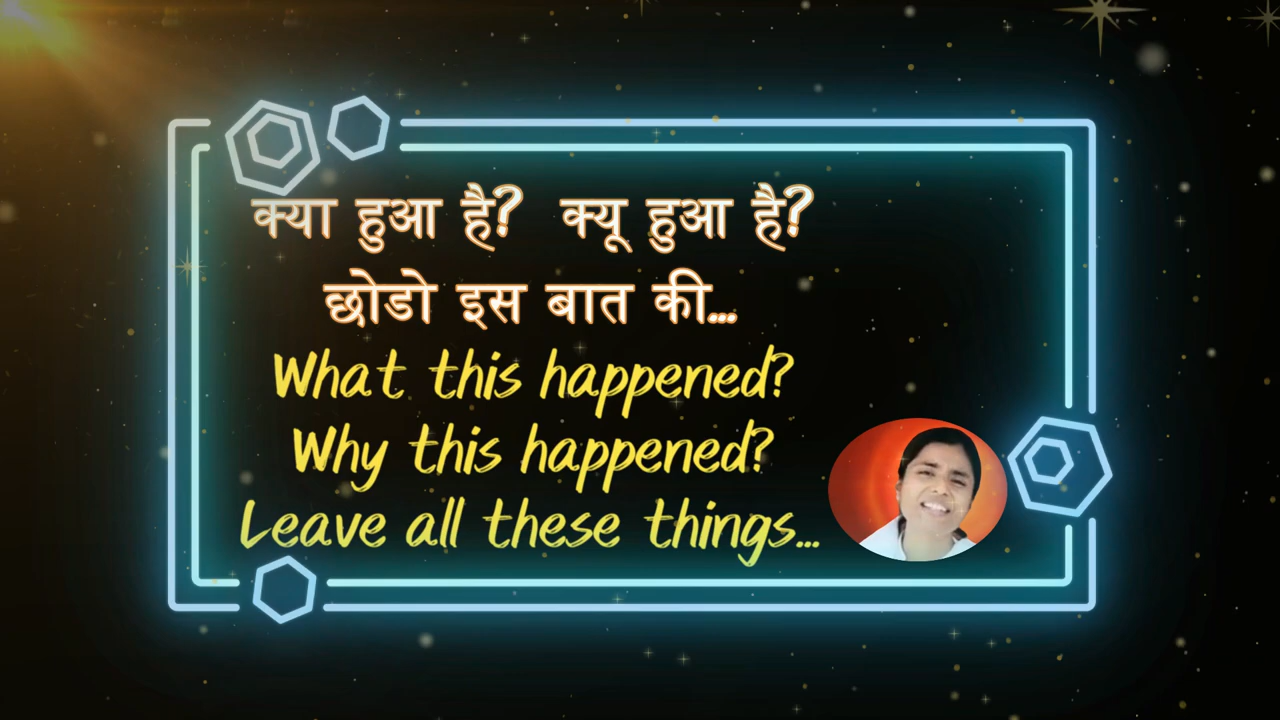 क्या हुआ है? क्यू हुआ है?
छोडो इस बात की...
What this happened?
Why this happened?
Leave all these things...